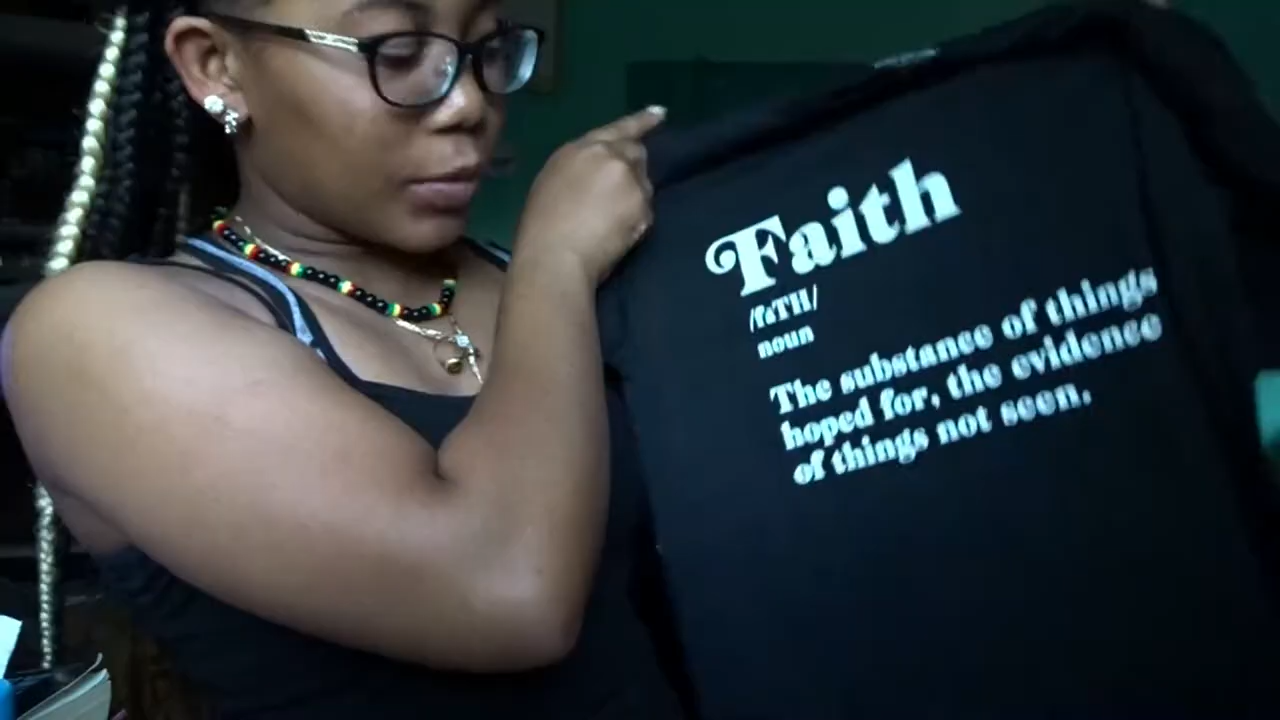 Faith
/fāTH/
noun
The substance of things
hoped for, the evidence
of things not seen.